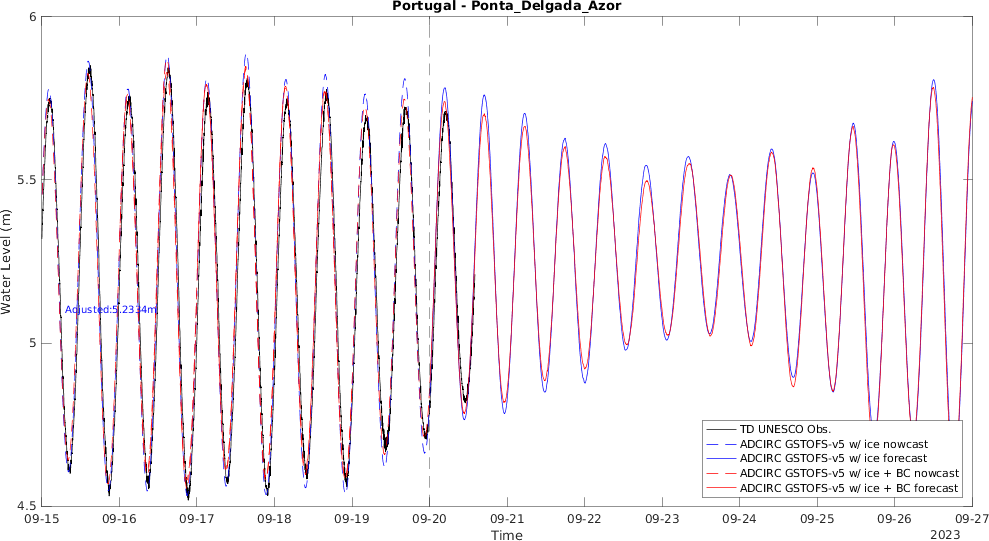 Portugal - Ponta_Delgada_Azor
Water Level (m)
6
5.5
5
4.5
Adjusted:5.2334m
TD UNESCO Obs.
ADCIRC GSTOFS-v5 w/ ice nowcast
ADCIRC GSTOFS-v5 w/ ice forecast
ADCIRC GSTOFS-v5 w/ ice + BC nowcast
ADCIRC GSTOFS-v5 w/ ice + BC forecast
09-15 09-16 09-17 09-18 09-19 09-20 09-21 09-22 09-23 09-24 09-25 09-26 09-27
Time
2023